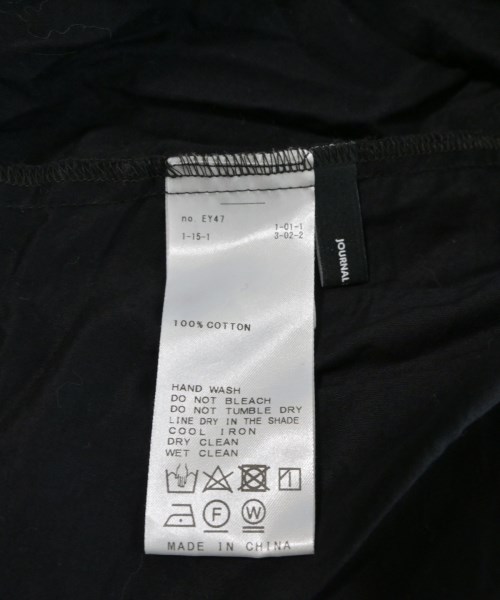 no. EY47
1-15-1
1-01-1
3-02-2
JOURNAL
100% COTTON
HAND WASH
DO NOT BLEACH
DO NOT TUMBLE DRY
LINE DRY IN THE SHADE
COOL IRON
DRY CLEAN
WET CLEAN
F
W
MADE IN CHINA